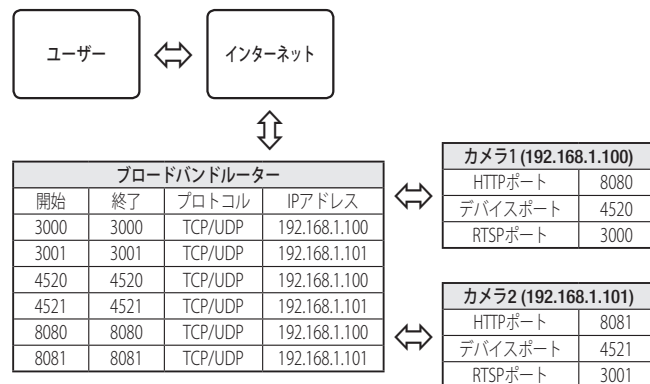 ユーザー
インターネット
ブロードバンドルーター
開始 終了 プロトコル IPアドレス
3000 3000 TCP/UDP 192.168.1.100
3001 3001 TCP/UDP 192.168.1.101
4520 4520 TCP/UDP 192.168.1.100
4521 4521 TCP/UDP 192.168.1.101
8080 8080 TCP/UDP 192.168.1.100
8081 8081 TCP/UDP 192.168.1.101
カメラ1 (192.168.1.100)
HTTPポート 8080
デバイスポート 4520
RTSPポート 3000
カメラ2 (192.168.1.101)
HTTPポート 8081
デバイスポート 4521
RTSPポート 3001